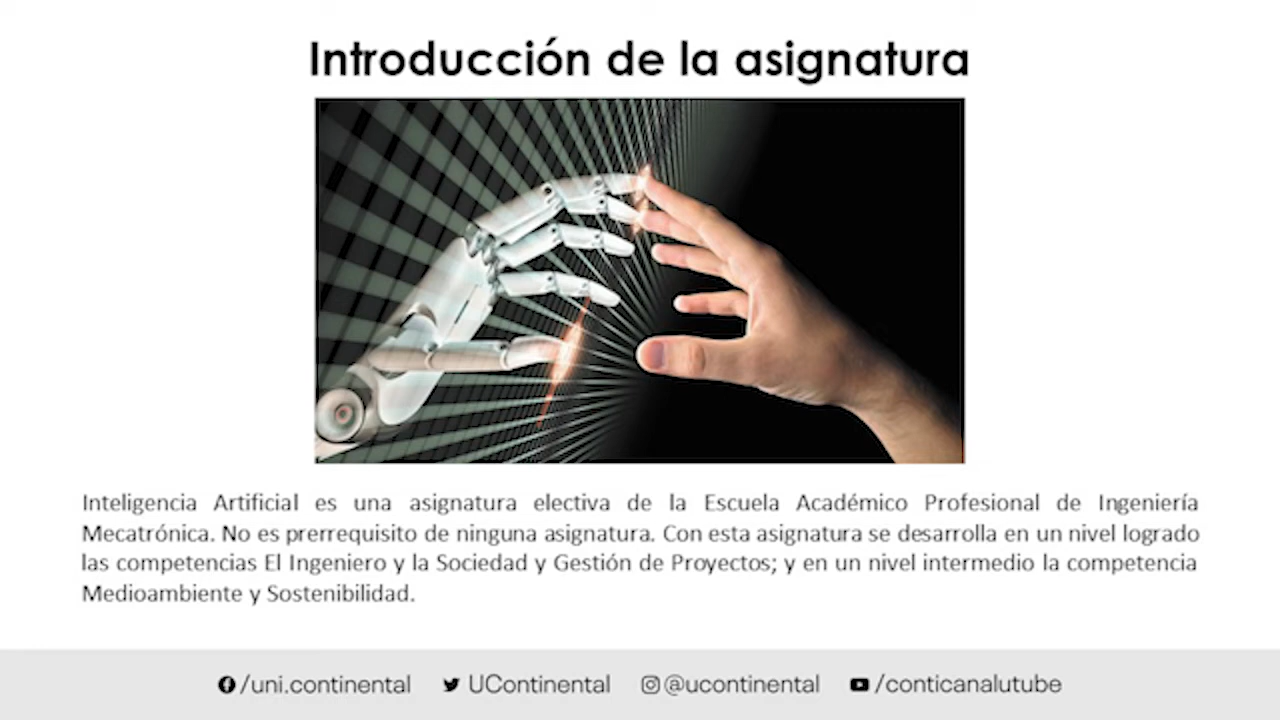 Introducción de la asignatura
Inteligencia Artificial es una asignatura electiva de la Escuela Académico Profesional de Ingeniería
Mecatrónica. No es prerrequisito de ninguna asignatura. Con esta asignatura se desarrolla en un nivel logrado
las competencias El Ingeniero y la Sociedad y Gestión de Proyectos; y en un nivel intermedio la competencia
Medioambiente y Sostenibilidad.
/uni.continental UContinental @ucontinental /conticanalutube